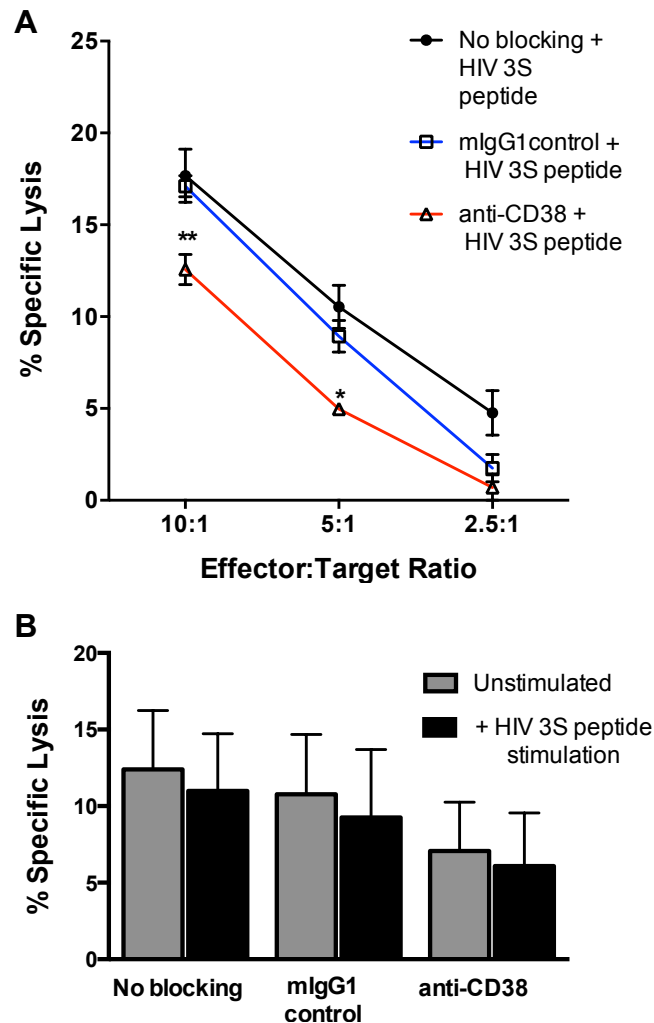 A
25
20
15
10
5
0
% Specific Lysis
No blocking +
HIV 3S
peptide
mIgG1control +
HIV 3S peptide
anti-CD38 +
HIV 3S peptide
**
*
10:1 5:1 2.5:1
Effector:Target Ratio
B
20
15
10
5
0
% Specific Lysis
Unstimulated
+ HIV 3S peptide
stimulation
No blocking mIgG1 anti-CD38
control